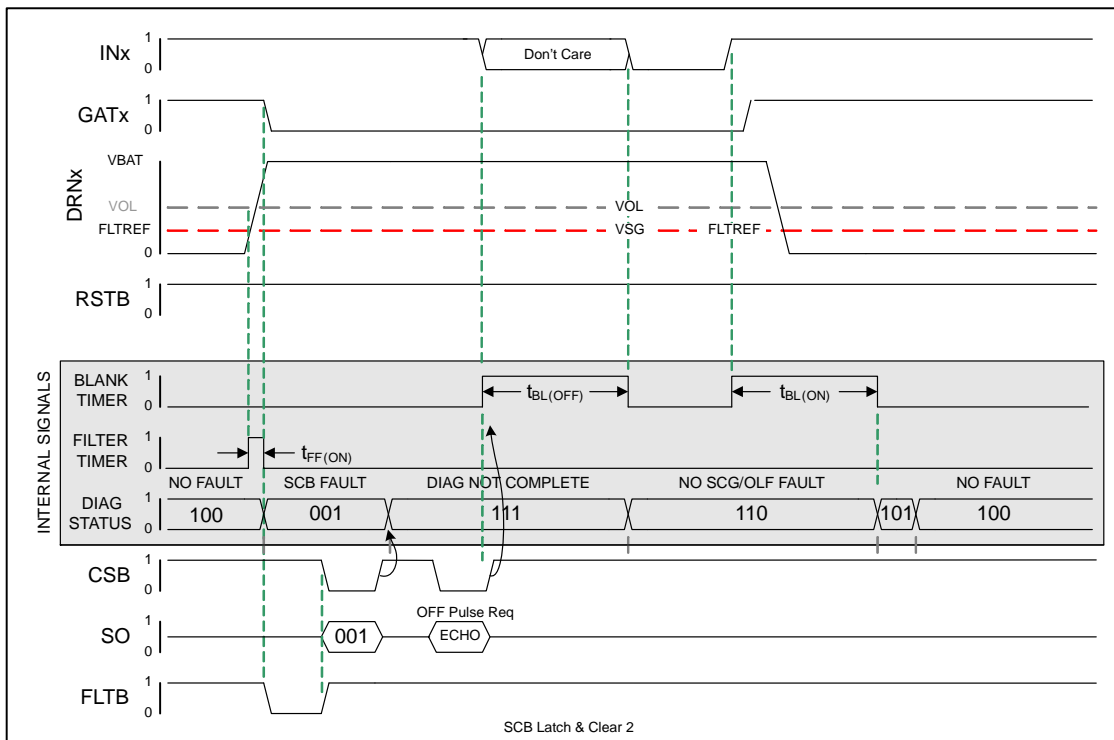 INx
1
0
Don't Care
GATx
1
0
DRNx
VBAT
VOL
VOL
FLTREF
VSG
FLTREF
0
RSTB
1
0
INTERNAL SIGNALS
BLANK TIMER
1
0
tBL(OFF)
tBL(ON)
FILTER TIMER
1
0
tFF(ON)
NO FAULT
SCB FAULT
DIAG NOT COMPLETE
NO SCG/OLF FAULT
NO FAULT
DIAG STATUS
1
0
100
001
111
110
101
100
CSB
1
0
OFF Pulse Req
SO
1
0
001
ECHO
FLTB
1
0
SCB Latch & Clear 2